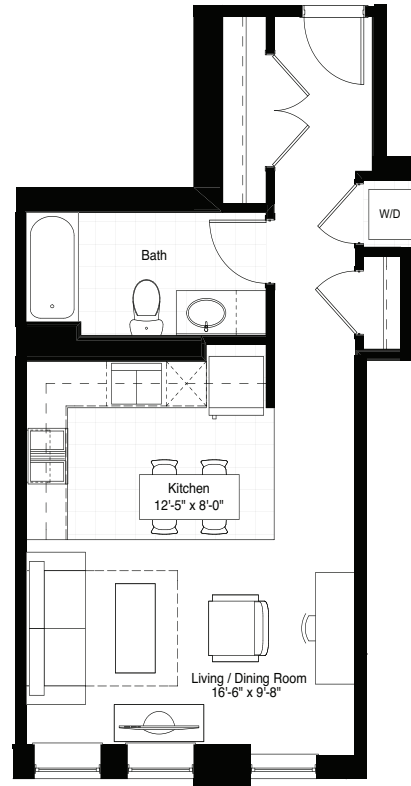 W/D
Bath
Kitchen
12'-5" x 8'-0"
Living / Dining Room
16'-6" x 9'-8"